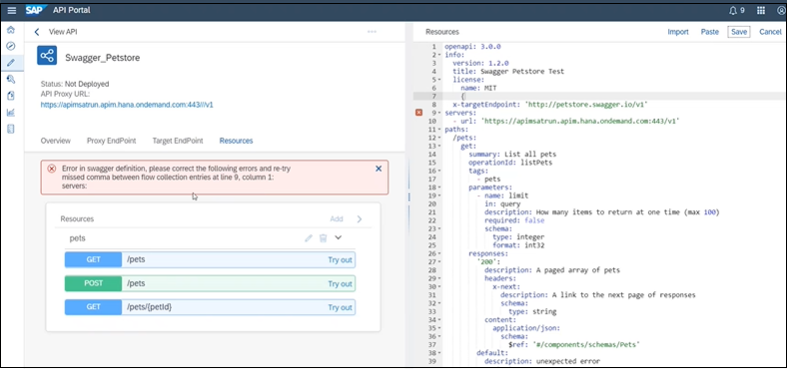 SAP API Portal 9
View API
Swagger_Petstore
Status: Not Deployed
API Proxy URL:
https://apimsatrun.apim.hana.ondemand.com:443//v1
Overview Proxy EndPoint Target EndPoint Resources
Error in swagger definition, please correct the following errors and re-try
missed comma between flow collection entries at line 9, column 1:
servers:
Resources Add
pets
GET /pets Try out
POST /pets Try out
GET /pets/{petId} Try out
Resources Import Paste Save Cancel
1 openapi: 3.0.0
2 info:
3 version: 1.2.0
4 title: Swagger Petstore Test
5 license:
6 name: MIT
7 {
8 x-targetEndpoint: 'http://petstore.swagger.io/v1'
9 servers:
10 - url: 'https://apimsatrun.apim.hana.ondemand.com:443/v1'
11 paths:
12 /pets:
13 get:
14 summary: List all pets
15 operationId: listPets
16 tags:
17 - pets
18 parameters:
19 - name: limit
20 in: query
21 description: How many items to return at one time (max 100)
22 required: false
23 schema:
24 type: integer
25 format: int32
26 responses:
27 '200':
28 description: A paged array of pets
29 headers:
30 x-next:
31 description: A link to the next page of responses
32 schema:
33 type: string
34 content:
35 application/json:
36 schema:
37 $ref: '#/components/schemas/Pets'
38 default:
39 description: unexpected error